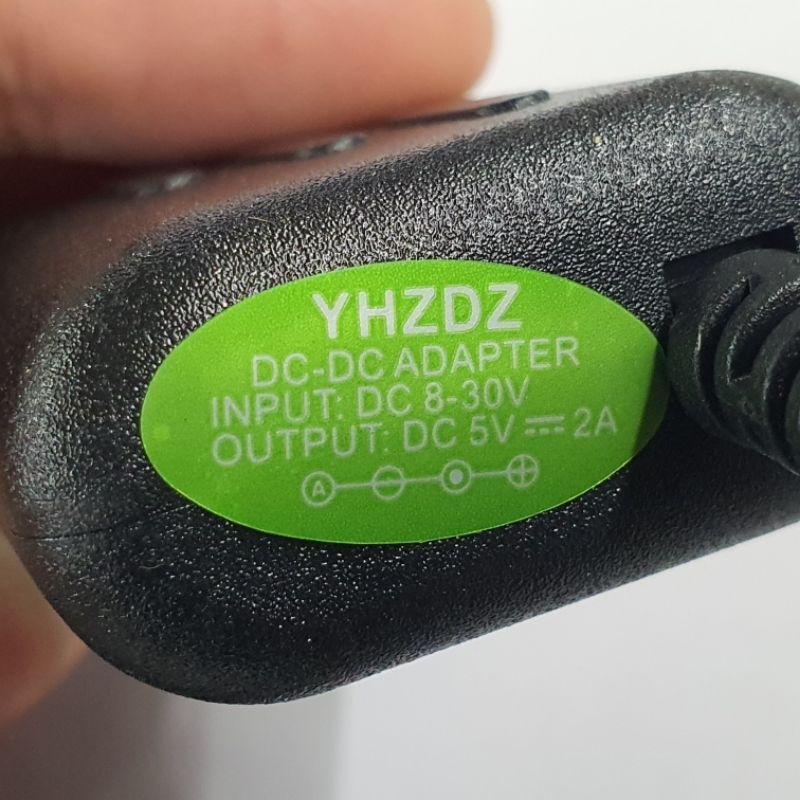 YHZDZ
DC-DC ADAPTER
INPUT: DC 8-30V
OUTPUT: DC 5V ⎓ 2A
A